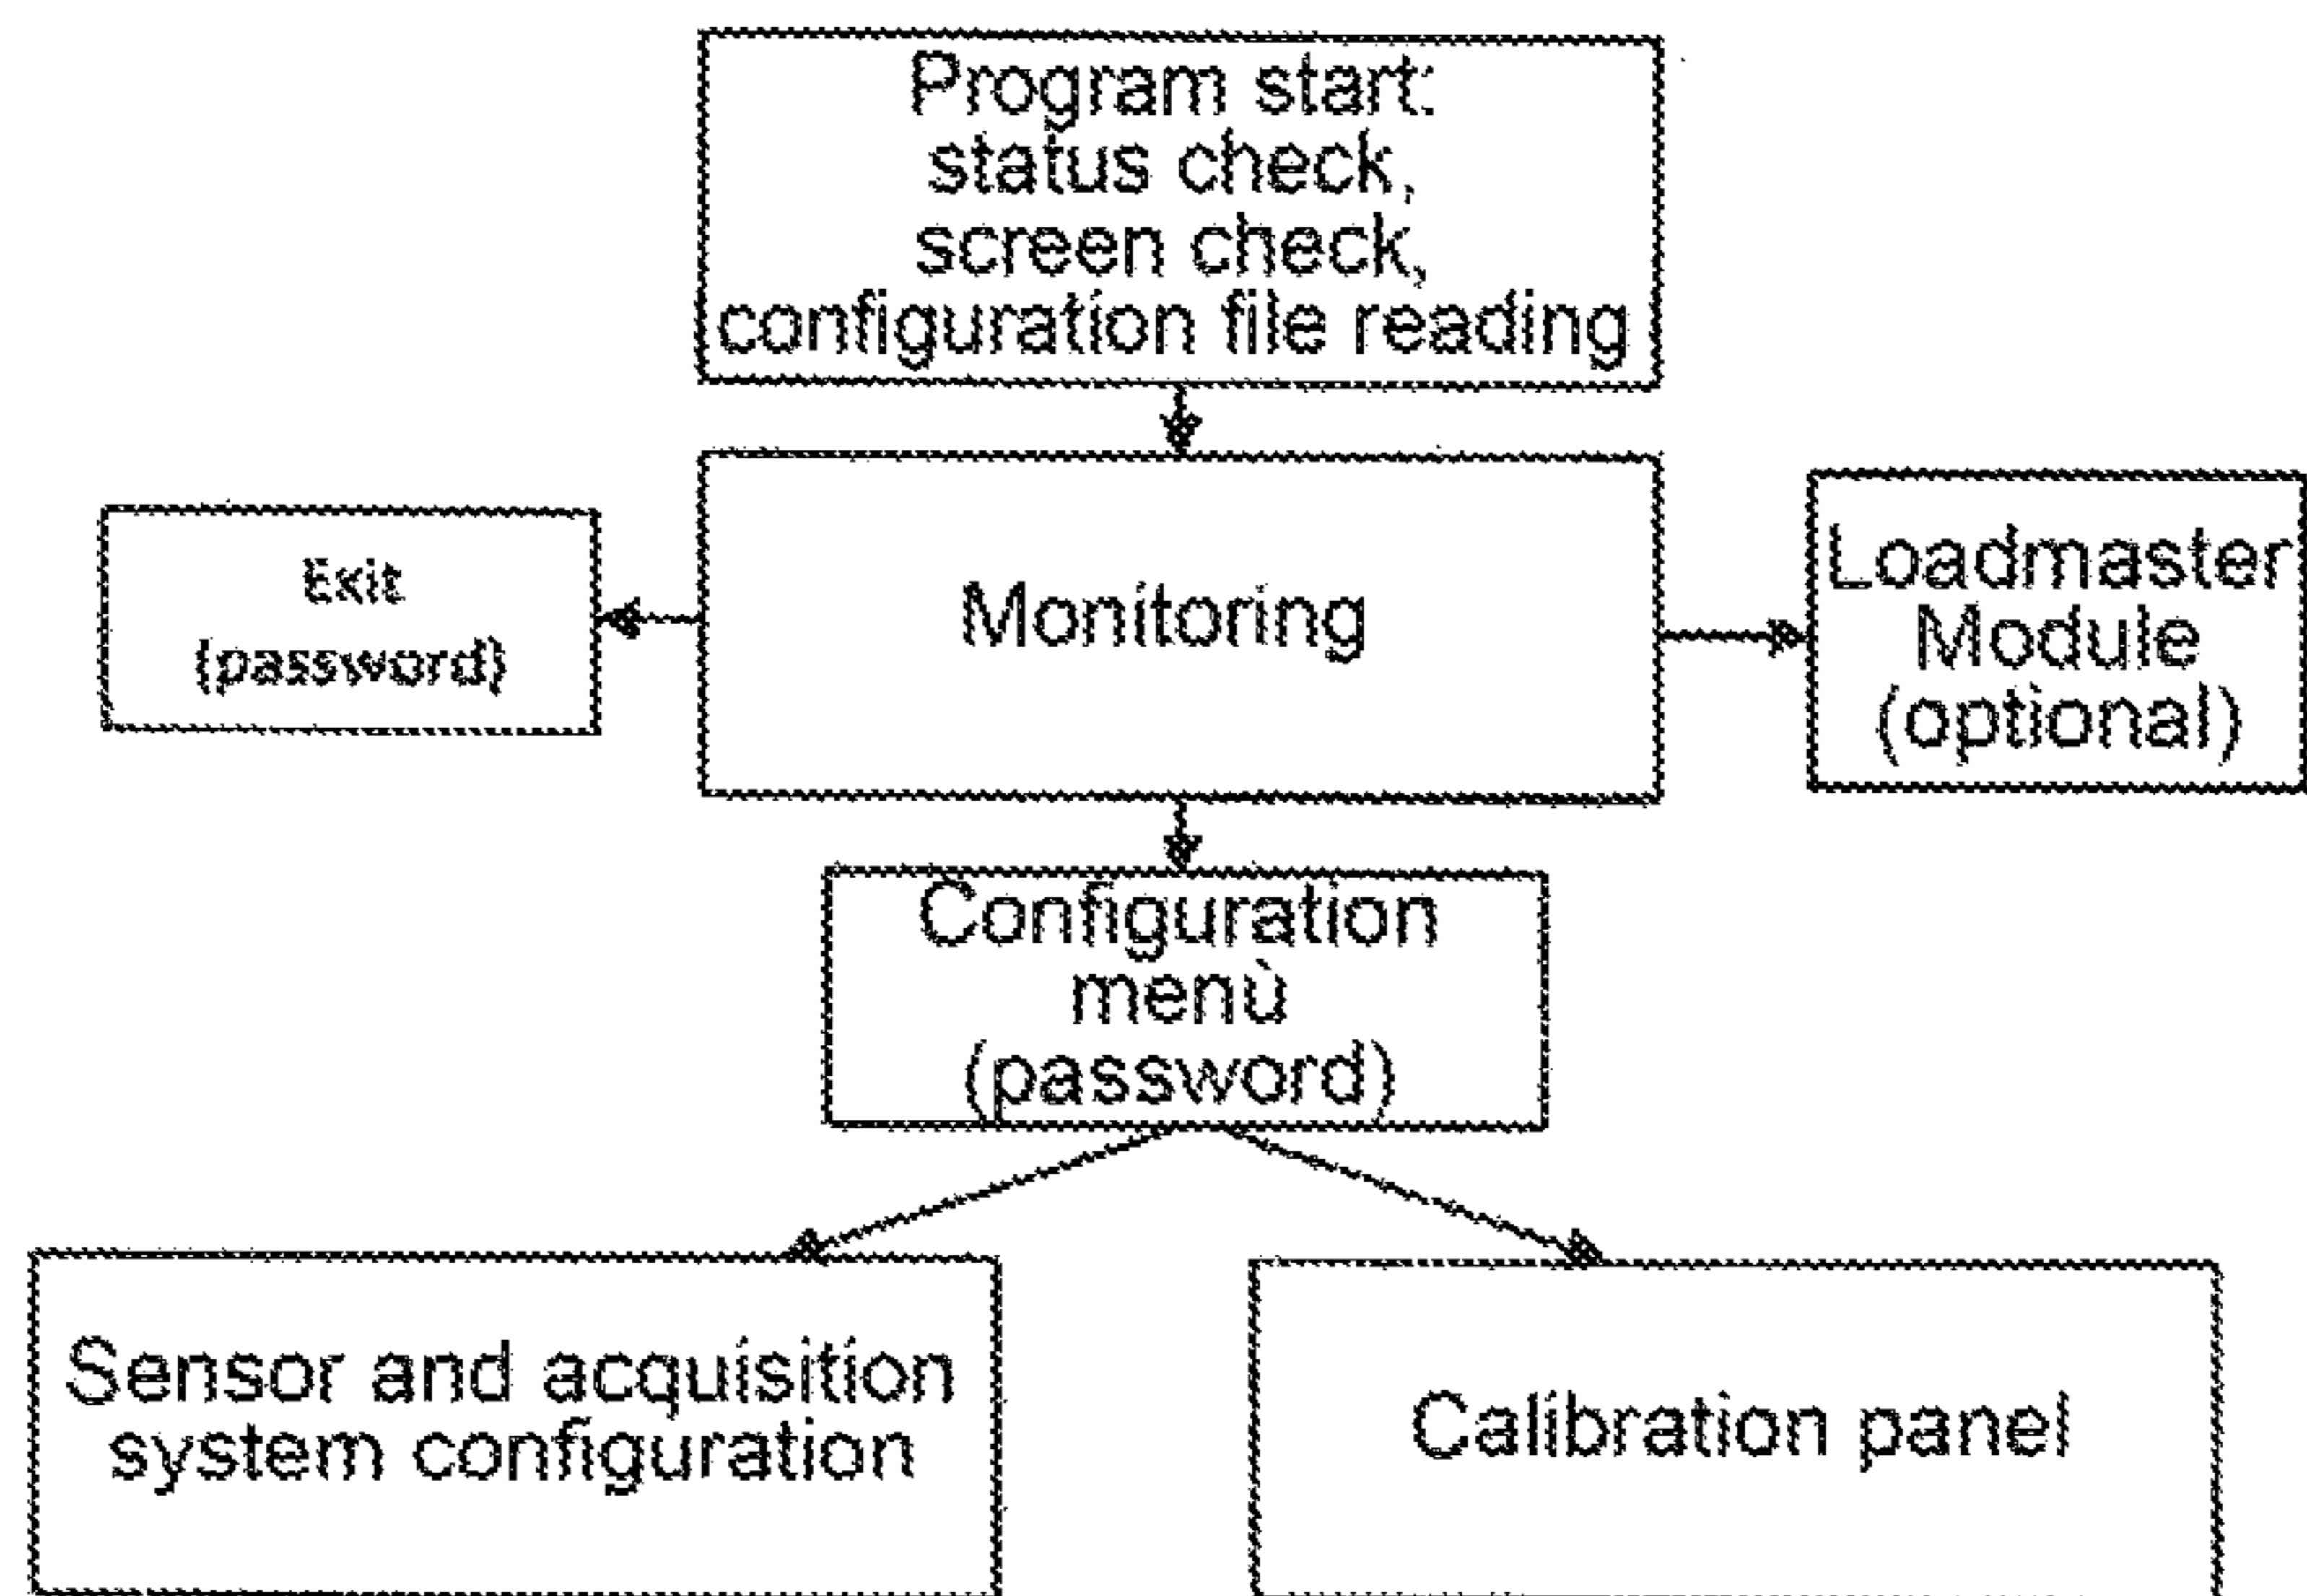 Program start:
status check,
screen check,
configuration file reading
Exit
(password)
Monitoring
Loadmaster
Module
(optional)
Configuration
menù
(password)
Sensor and acquisition
system configuration
Calibration panel